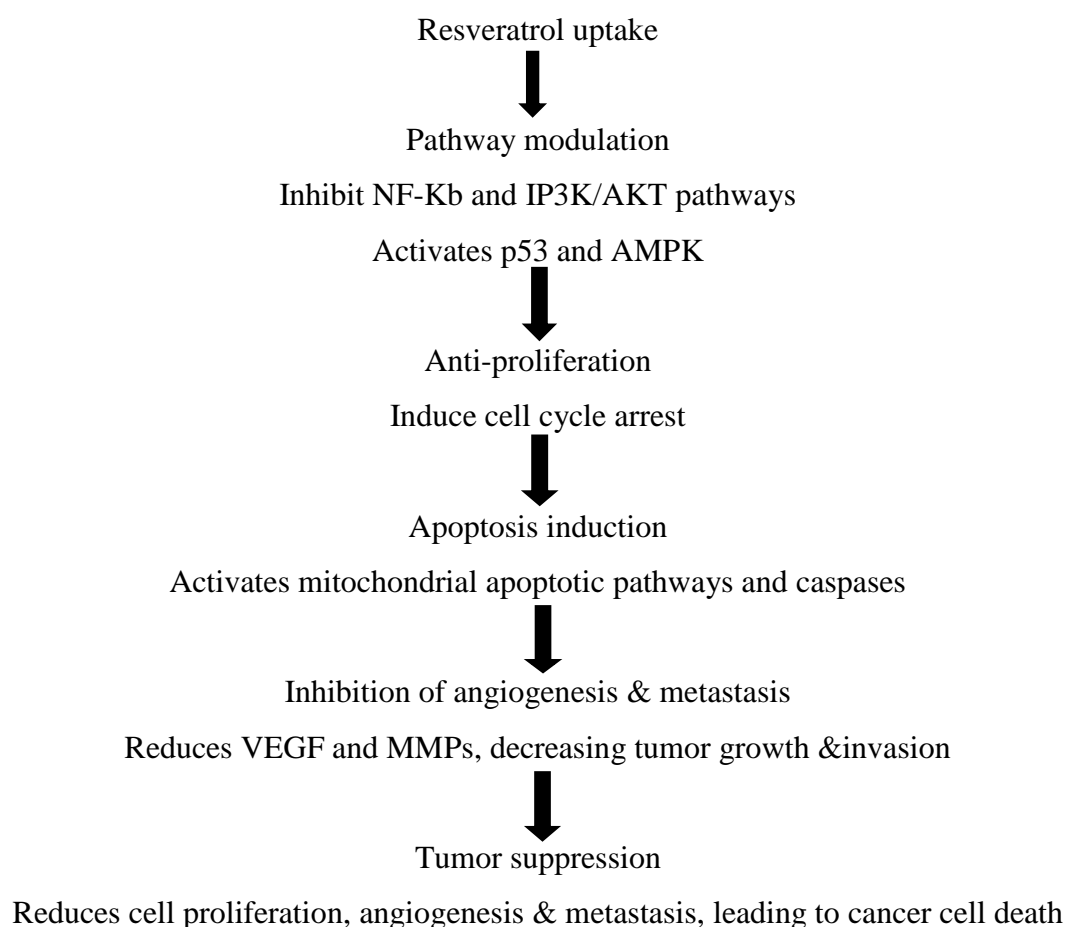 Resveratrol uptake
Pathway modulation
Inhibit NF-Kb and IP3K/AKT pathways
Activates p53 and AMPK
Anti-proliferation
Induce cell cycle arrest
Apoptosis induction
Activates mitochondrial apoptotic pathways and caspases
Inhibition of angiogenesis & metastasis
Reduces VEGF and MMPs, decreasing tumor growth &invasion
Tumor suppression
Reduces cell proliferation, angiogenesis & metastasis, leading to cancer cell death